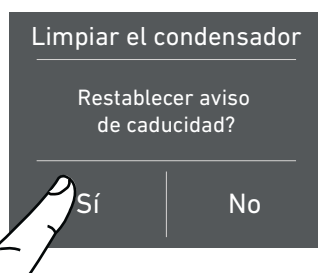 Limpiar el condensador
Restablecer aviso
de caducidad?
Sí
No